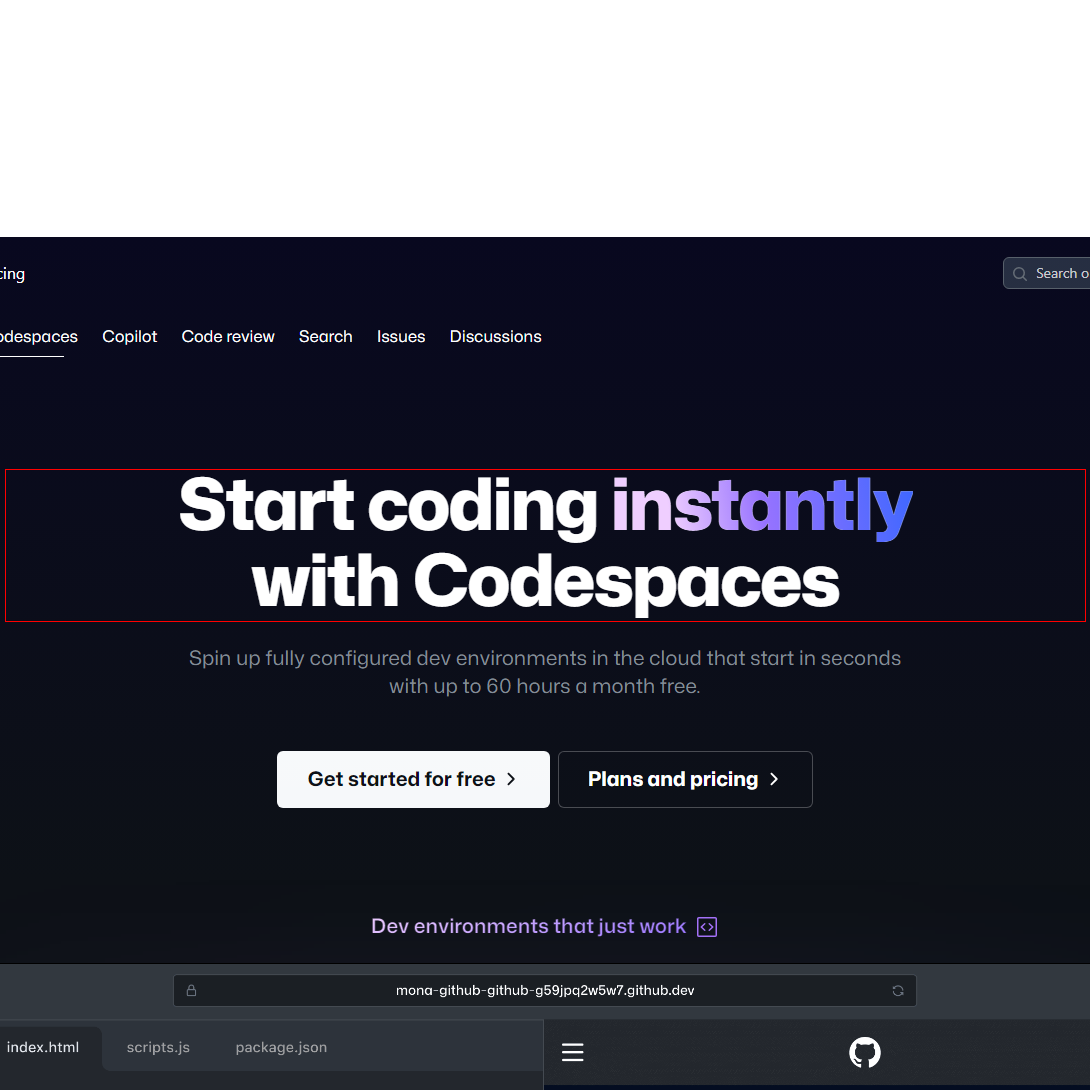 cing
Search o
odespaces Copilot Code review Search Issues Discussions
Start coding instantly
with Codespaces
Spin up fully configured dev environments in the cloud that start in seconds
with up to 60 hours a month free.
Get started for free
Plans and pricing
Dev environments that just work
mona-github-github-g59jpq2w5w7.github.dev
index.html scripts.js package.json